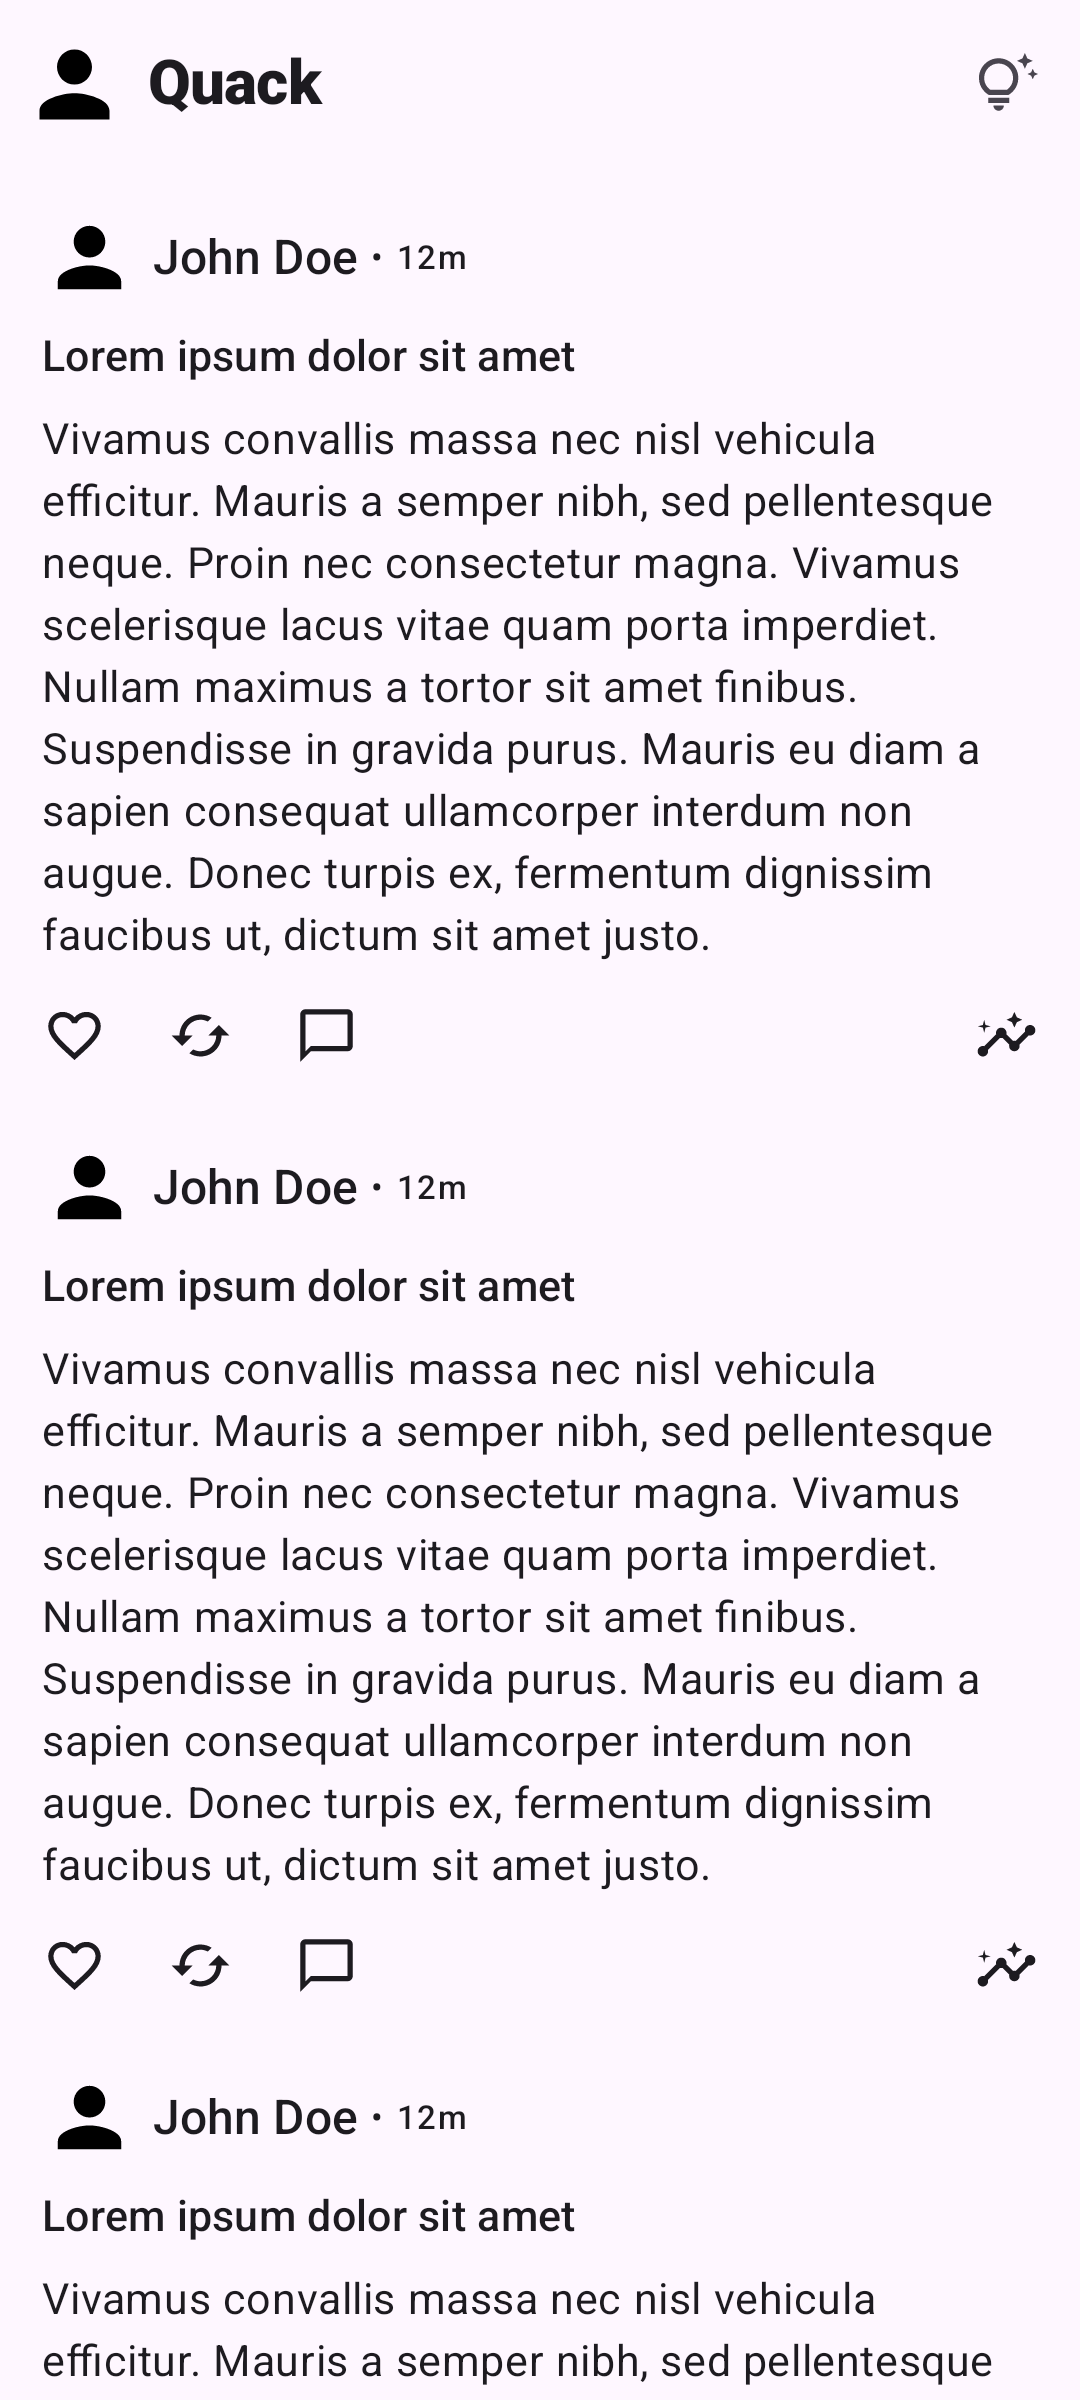 Quack
John Doe • 12m
Lorem ipsum dolor sit amet
Vivamus convallis massa nec nisl vehicula
efficitur. Mauris a semper nibh, sed pellentesque
neque. Proin nec consectetur magna. Vivamus
scelerisque lacus vitae quam porta imperdiet.
Nullam maximus a tortor sit amet finibus.
Suspendisse in gravida purus. Mauris eu diam a
sapien consequat ullamcorper interdum non
augue. Donec turpis ex, fermentum dignissim
faucibus ut, dictum sit amet justo.
John Doe • 12m
Lorem ipsum dolor sit amet
Vivamus convallis massa nec nisl vehicula
efficitur. Mauris a semper nibh, sed pellentesque
neque. Proin nec consectetur magna. Vivamus
scelerisque lacus vitae quam porta imperdiet.
Nullam maximus a tortor sit amet finibus.
Suspendisse in gravida purus. Mauris eu diam a
sapien consequat ullamcorper interdum non
augue. Donec turpis ex, fermentum dignissim
faucibus ut, dictum sit amet justo.
John Doe • 12m
Lorem ipsum dolor sit amet
Vivamus convallis massa nec nisl vehicula
efficitur. Mauris a semper nibh, sed pellentesque